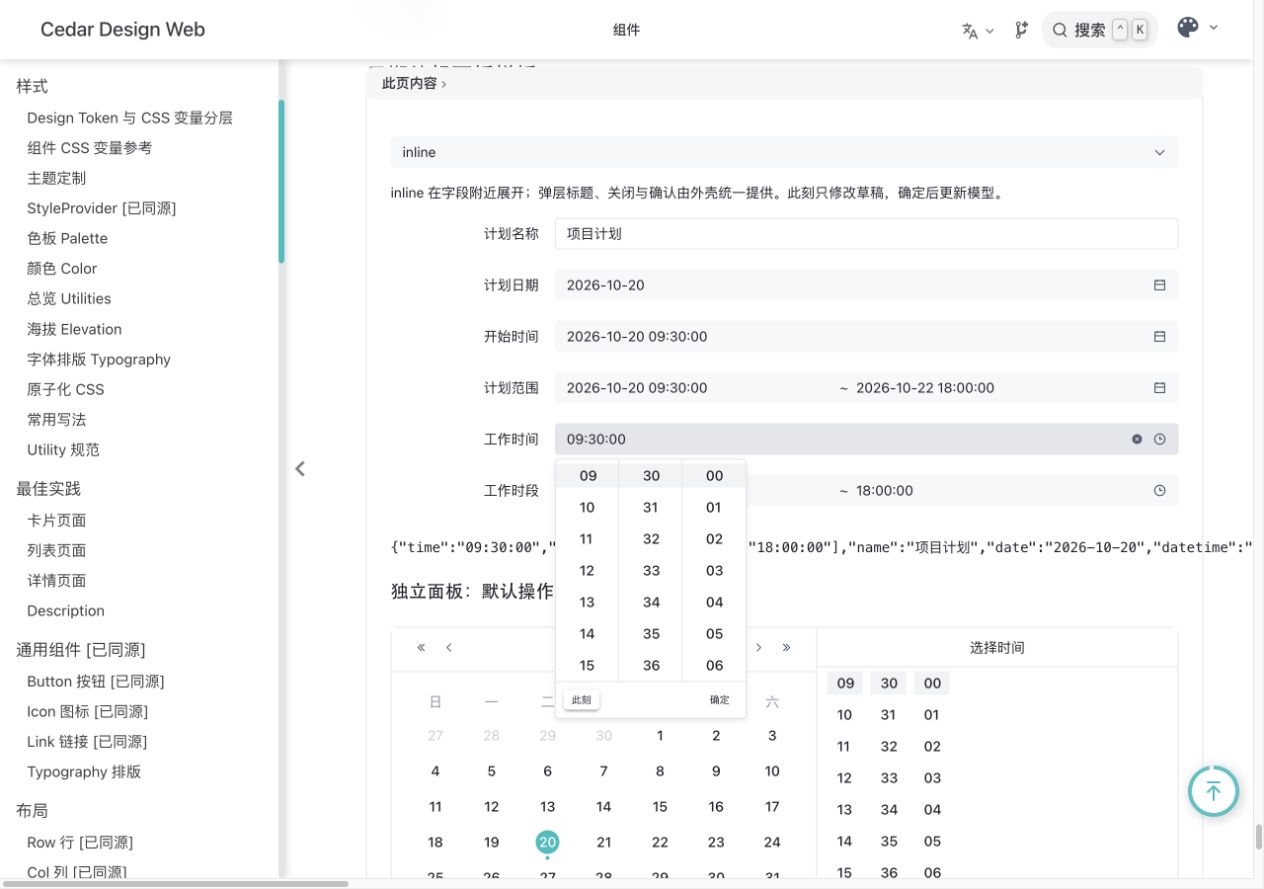 Cedar Design Web
组件
搜索 ^ K
样式
Design Token 与 CSS 变量分层
组件 CSS 变量参考
主题定制
StyleProvider [已同源]
色板 Palette
颜色 Color
总览 Utilities
海拔 Elevation
字体排版 Typography
原子化 CSS
常用写法
Utility 规范
最佳实践
卡片页面
列表页面
详情页面
Description
通用组件 [已同源]
Button 按钮 [已同源]
Icon 图标 [已同源]
Link 链接 [已同源]
Typography 排版
布局
Row 行 [已同源]
Col 列 [已同源]
此页内容 ›
inline
inline 在字段附近展开；弹层标题、关闭与确认由外壳统一提供。此刻只修改草稿，确定后更新模型。
计划名称 项目计划
计划日期 2026-10-20
开始时间 2026-10-20 09:30:00
计划范围 2026-10-20 09:30:00 ~ 2026-10-22 18:00:00
工作时间 09:30:00
工作时段 ~ 18:00:00
09 30 00
10 31 01
11 32 02
12 33 03
13 34 04
14 35 05
15 36 06
此刻 确定
{"time":"09:30:00"," "18:00:00"],"name":"项目计划","date":"2026-10-20","datetime":"
独立面板：默认操作
« ‹ › »
日 一 二 六
27 28 29 30 1 2 3
4 5 6 7 8 9 10
11 12 13 14 15 16 17
18 19 20 21 22 23 24
25 26 27 28 29 30 31
选择时间
09 30 00
10 31 01
11 32 02
12 33 03
13 34 04
14 35 05
15 36 06